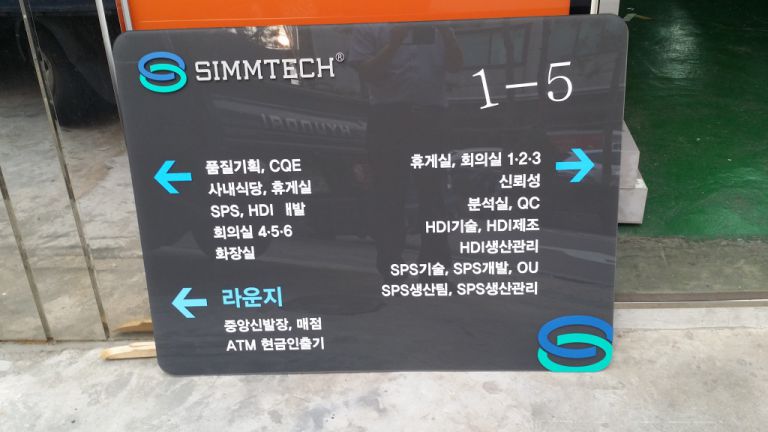 SIMMTECH®
1-5
품질기획, CQE
사내식당, 휴게실
SPS, HDI 개발
회의실 4·5·6
화장실
라운지
중앙신발장, 매점
ATM 현금인출기
휴게실, 회의실 1·2·3
신뢰성
분석실, QC
HDI기술, HDI제조
HDI생산관리
SPS기술, SPS개발, OU
SPS생산팀, SPS생산관리